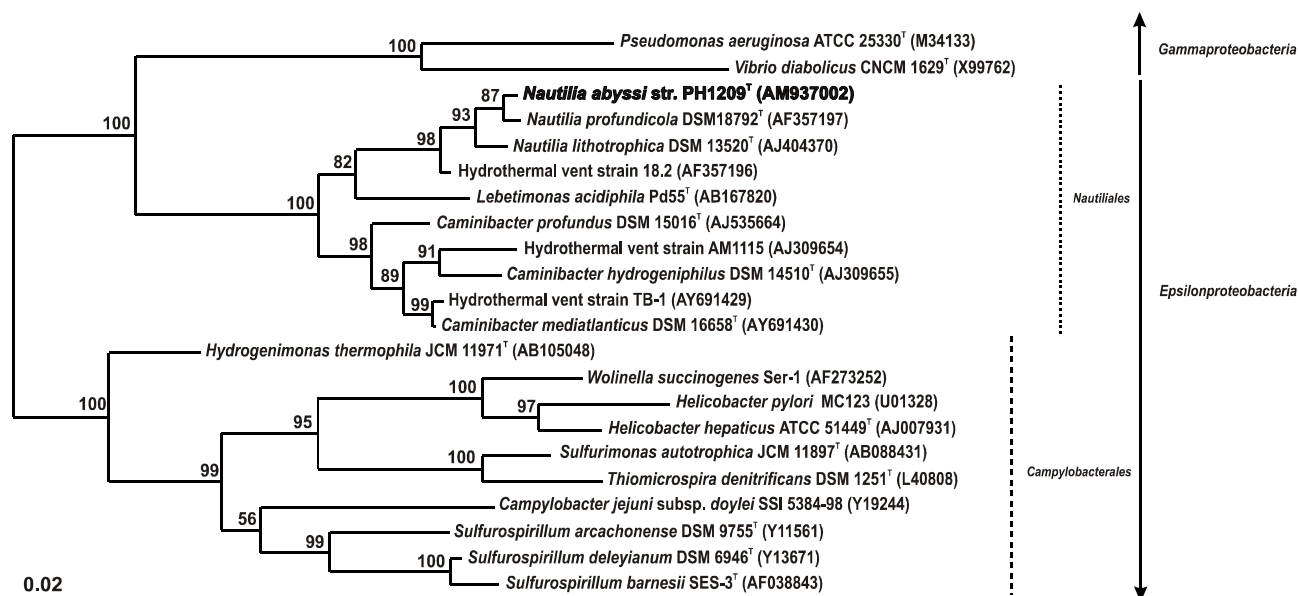 100
Pseudomonas aeruginosa ATCC 25330ᵀ (M34133)
Gammaproteobacteria
Vibrio diabolicus CNCM 1629ᵀ (X99762)
87
Nautilia abyssi str. PH1209ᵀ (AM937002)
93
Nautilia profundicola DSM18792ᵀ (AF357197)
100
98
Nautilia lithotrophica DSM 13520ᵀ (AJ404370)
82
Hydrothermal vent strain 18.2 (AF357196)
100
Lebetimonas acidiphila Pd55ᵀ (AB167820)
Nautiliales
Caminibacter profundus DSM 15016ᵀ (AJ535664)
98
91
Hydrothermal vent strain AM1115 (AJ309654)
89
Caminibacter hydrogeniphilus DSM 14510ᵀ (AJ309655)
Epsilonproteobacteria
99
Hydrothermal vent strain TB-1 (AY691429)
Caminibacter mediatlanticus DSM 16658ᵀ (AY691430)
Hydrogenimonas thermophila JCM 11971ᵀ (AB105048)
100
100
Wolinella succinogenes Ser-1 (AF273252)
97
Helicobacter pylori MC123 (U01328)
95
Helicobacter hepaticus ATCC 51449ᵀ (AJ007931)
99
100
Sulfurimonas autotrophica JCM 11897ᵀ (AB088431)
Campylobacterales
Thiomicrospira denitrificans DSM 1251ᵀ (L40808)
56
Campylobacter jejuni subsp. doylei SSI 5384-98 (Y19244)
99
Sulfurospirillum arcachonense DSM 9755ᵀ (Y11561)
100
Sulfurospirillum deleyianum DSM 6946ᵀ (Y13671)
Sulfurospirillum barnesii SES-3ᵀ (AF038843)
0.02